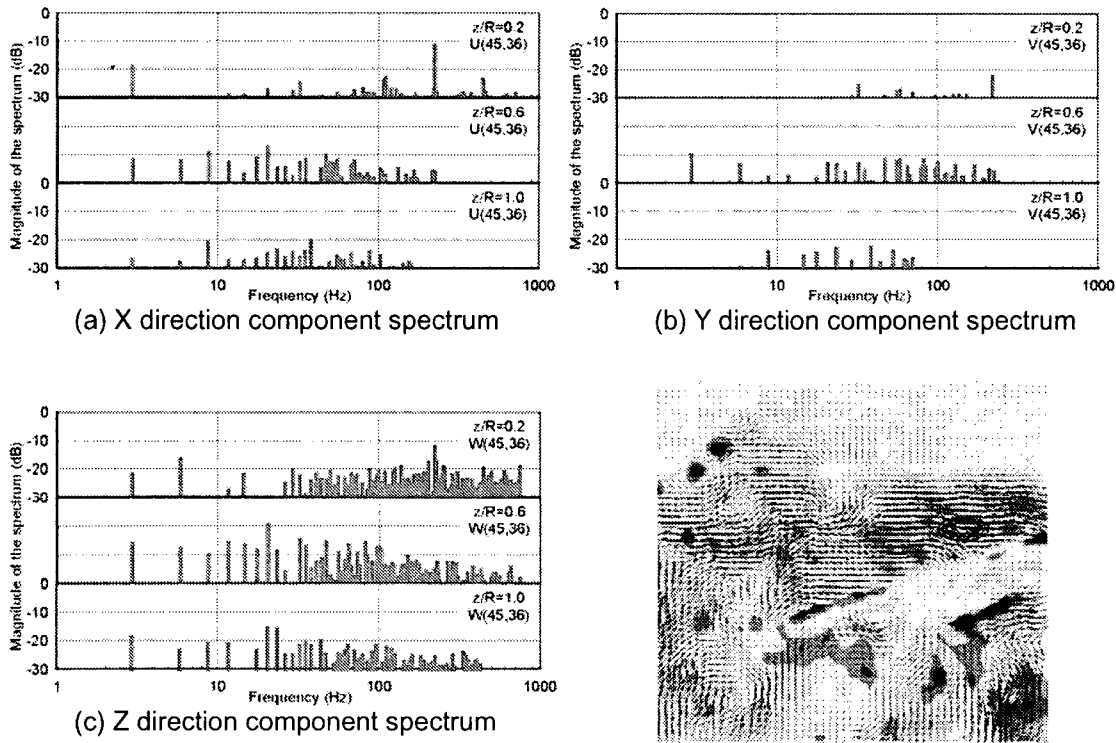 0
-10
-20
-30
0
-20
-30
z/R=0.2
U(45,36)
z/R=0.6
U(45,36)
z/R=1.0
U(45,36)
Magnitude of the spectrum (dB)
1
10
100
1000
Frequency (Hz)
(a) X direction component spectrum
0
-10
-20
-30
0
-10
-20
-30
z/R=0.2
V(45,36)
z/R=0.6
V(45,36)
z/R=1.0
V(45,36)
Magnitude of the spectrum (dB)
1
10
100
1000
Frequency (Hz)
(b) Y direction component spectrum
0
-10
-20
-30
0
-10
-20
-30
z/R=0.2
W(45,36)
z/R=0.6
W(45,36)
z/R=1.0
W(45,36)
Magnitude of the spectrum (dB)
1
10
100
1000
Frequency (Hz)
(c) Z direction component spectrum